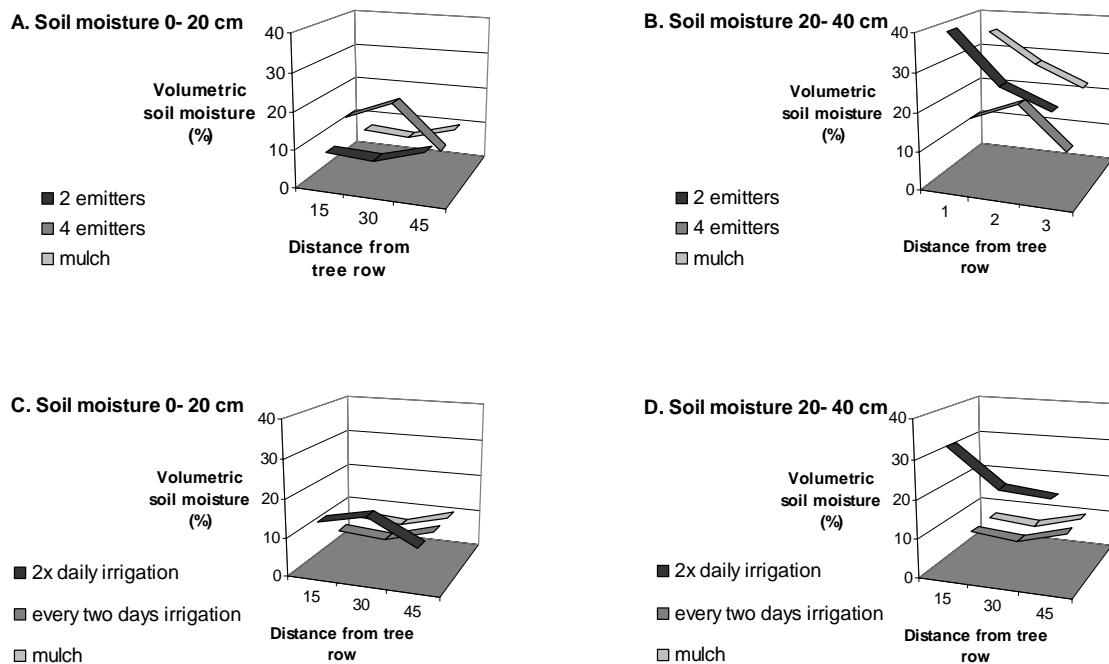 A. Soil moisture 0- 20 cm
Volumetric
soil moisture
(%)
40
30
20
10
0
15
30
45
Distance from
tree row
2 emitters
4 emitters
mulch
B. Soil moisture 20- 40 cm
Volumetric
soil moisture
(%)
40
30
20
10
0
1
2
3
Distance from tree
row
2 emitters
4 emitters
mulch
C. Soil moisture 0- 20 cm
Volumetric
soil moisture
(%)
40
30
20
10
0
15
30
45
Distance from tree
row
2x daily irrigation
every two days irrigation
mulch
D. Soil moisture 20- 40 cm
Volumetric
soil moisture
(%)
40
30
20
10
0
15
30
45
Distance from tree
row
2x daily irrigation
every two days irrigation
mulch